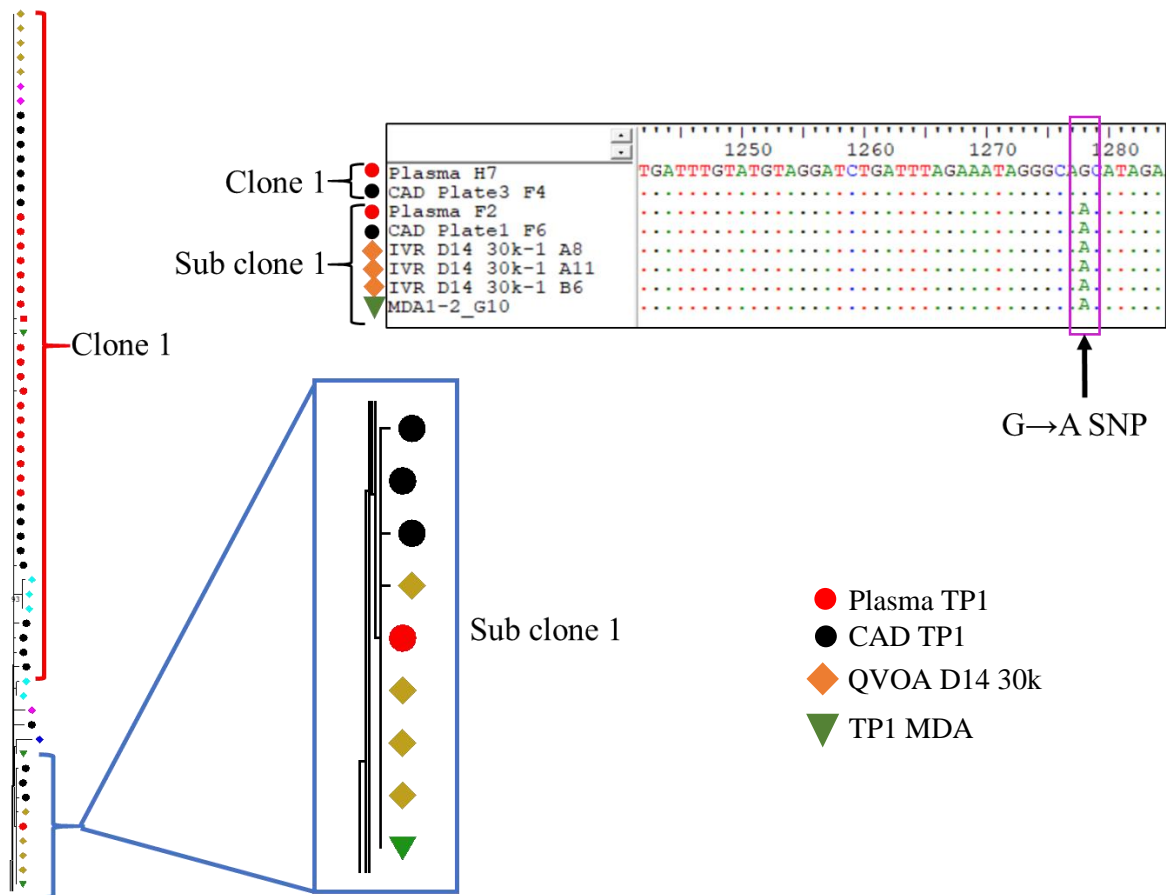 Clone 1
93
Clone 1
Sub clone 1
1250 1260 1270 1280
Plasma H7 TGATTTGTATGTAGGATCTGATTTAGAAATAGGGCAGCATAGA
CAD Plate3 F4 ...........................................
Plasma F2 ....................................A......
CAD Plate1 F6 ....................................A......
IVR D14 30k-1 A8 ....................................A......
IVR D14 30k-1 A11 ....................................A......
IVR D14 30k-1 B6 ....................................A......
MDA1-2_G10 ....................................A......
G→A SNP
Sub clone 1
Plasma TP1
CAD TP1
QVOA D14 30k
TP1 MDA